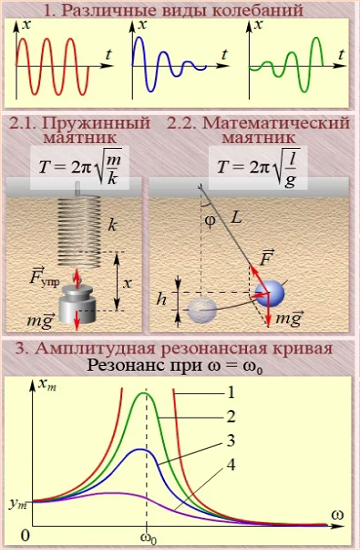 1. Различные виды колебаний
x
t
x
t
x
t
2.1. Пружинный маятник
2.2. Математический маятник
T = 2π√(m/k)
T = 2π√(l/g)
k
F⃗упр
x
mg⃗
φ
L
F⃗
h
mg⃗
3. Амплитудная резонансная кривая
Резонанс при ω = ω₀
xₘ
1
2
3
4
yₘ
0
ω₀
ω